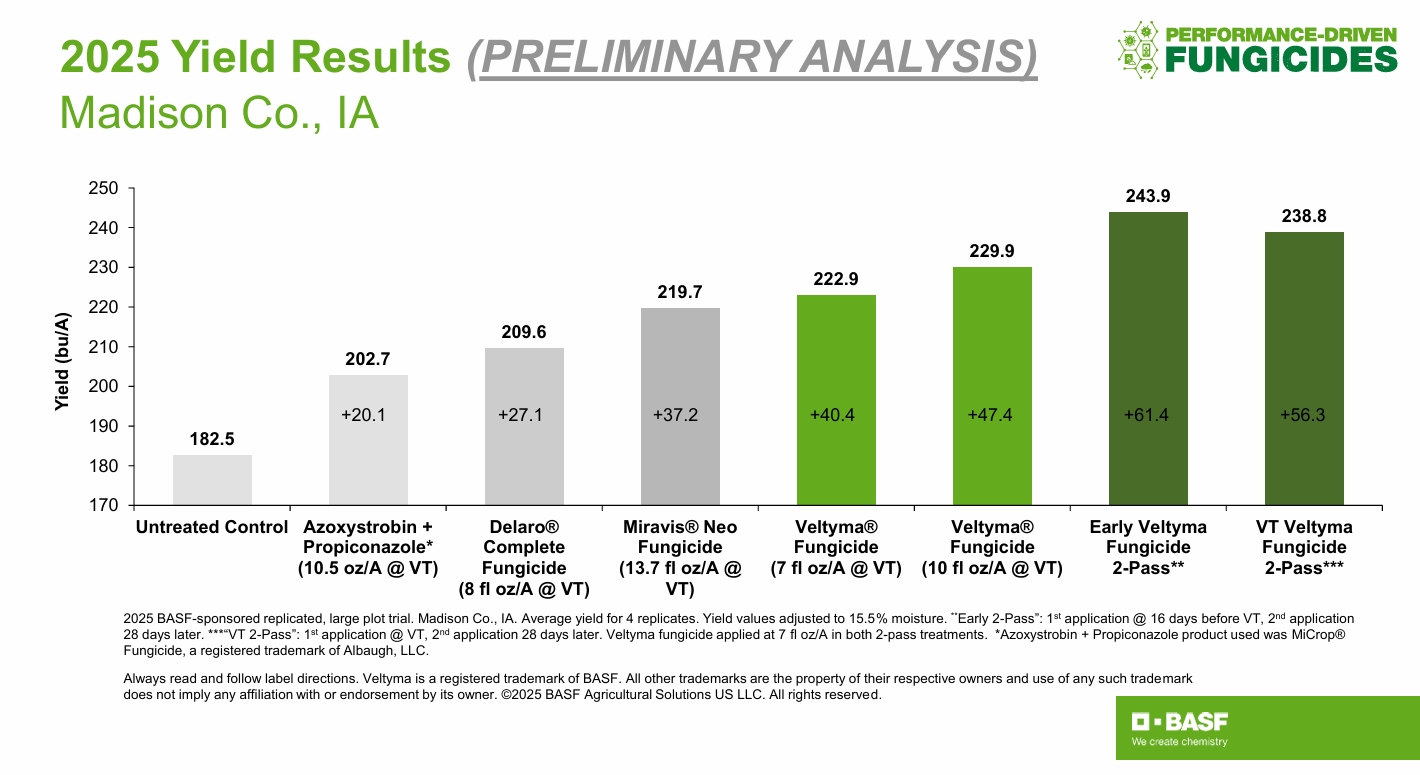 2025 Yield Results (PRELIMINARY ANALYSIS)
Madison Co., IA
PERFORMANCE-DRIVEN
FUNGICIDES
Yield (bu/A)
250
240
230
220
210
200
190
180
170
182.5
202.7
209.6
219.7
222.9
229.9
243.9
238.8
+20.1
+27.1
+37.2
+40.4
+47.4
+61.4
+56.3
Untreated Control
Azoxystrobin +
Propiconazole*
(10.5 oz/A @ VT)
Delaro®
Complete
Fungicide
(8 fl oz/A @ VT)
Miravis® Neo
Fungicide
(13.7 fl oz/A @
VT)
Veltyma®
Fungicide
(7 fl oz/A @ VT)
Veltyma®
Fungicide
(10 fl oz/A @ VT)
Early Veltyma
Fungicide
2-Pass**
VT Veltyma
Fungicide
2-Pass***
2025 BASF-sponsored replicated, large plot trial. Madison Co., IA. Average yield for 4 replicates. Yield values adjusted to 15.5% moisture. **Early 2-Pass”: 1st application @ 16 days before VT, 2nd application
28 days later. ***“VT 2-Pass”: 1st application @ VT, 2nd application 28 days later. Veltyma fungicide applied at 7 fl oz/A in both 2-pass treatments. *Azoxystrobin + Propiconazole product used was MiCrop®
Fungicide, a registered trademark of Albaugh, LLC.
Always read and follow label directions. Veltyma is a registered trademark of BASF. All other trademarks are the property of their respective owners and use of any such trademark
does not imply any affiliation with or endorsement by its owner. ©2025 BASF Agricultural Solutions US LLC. All rights reserved.
BASF
We create chemistry